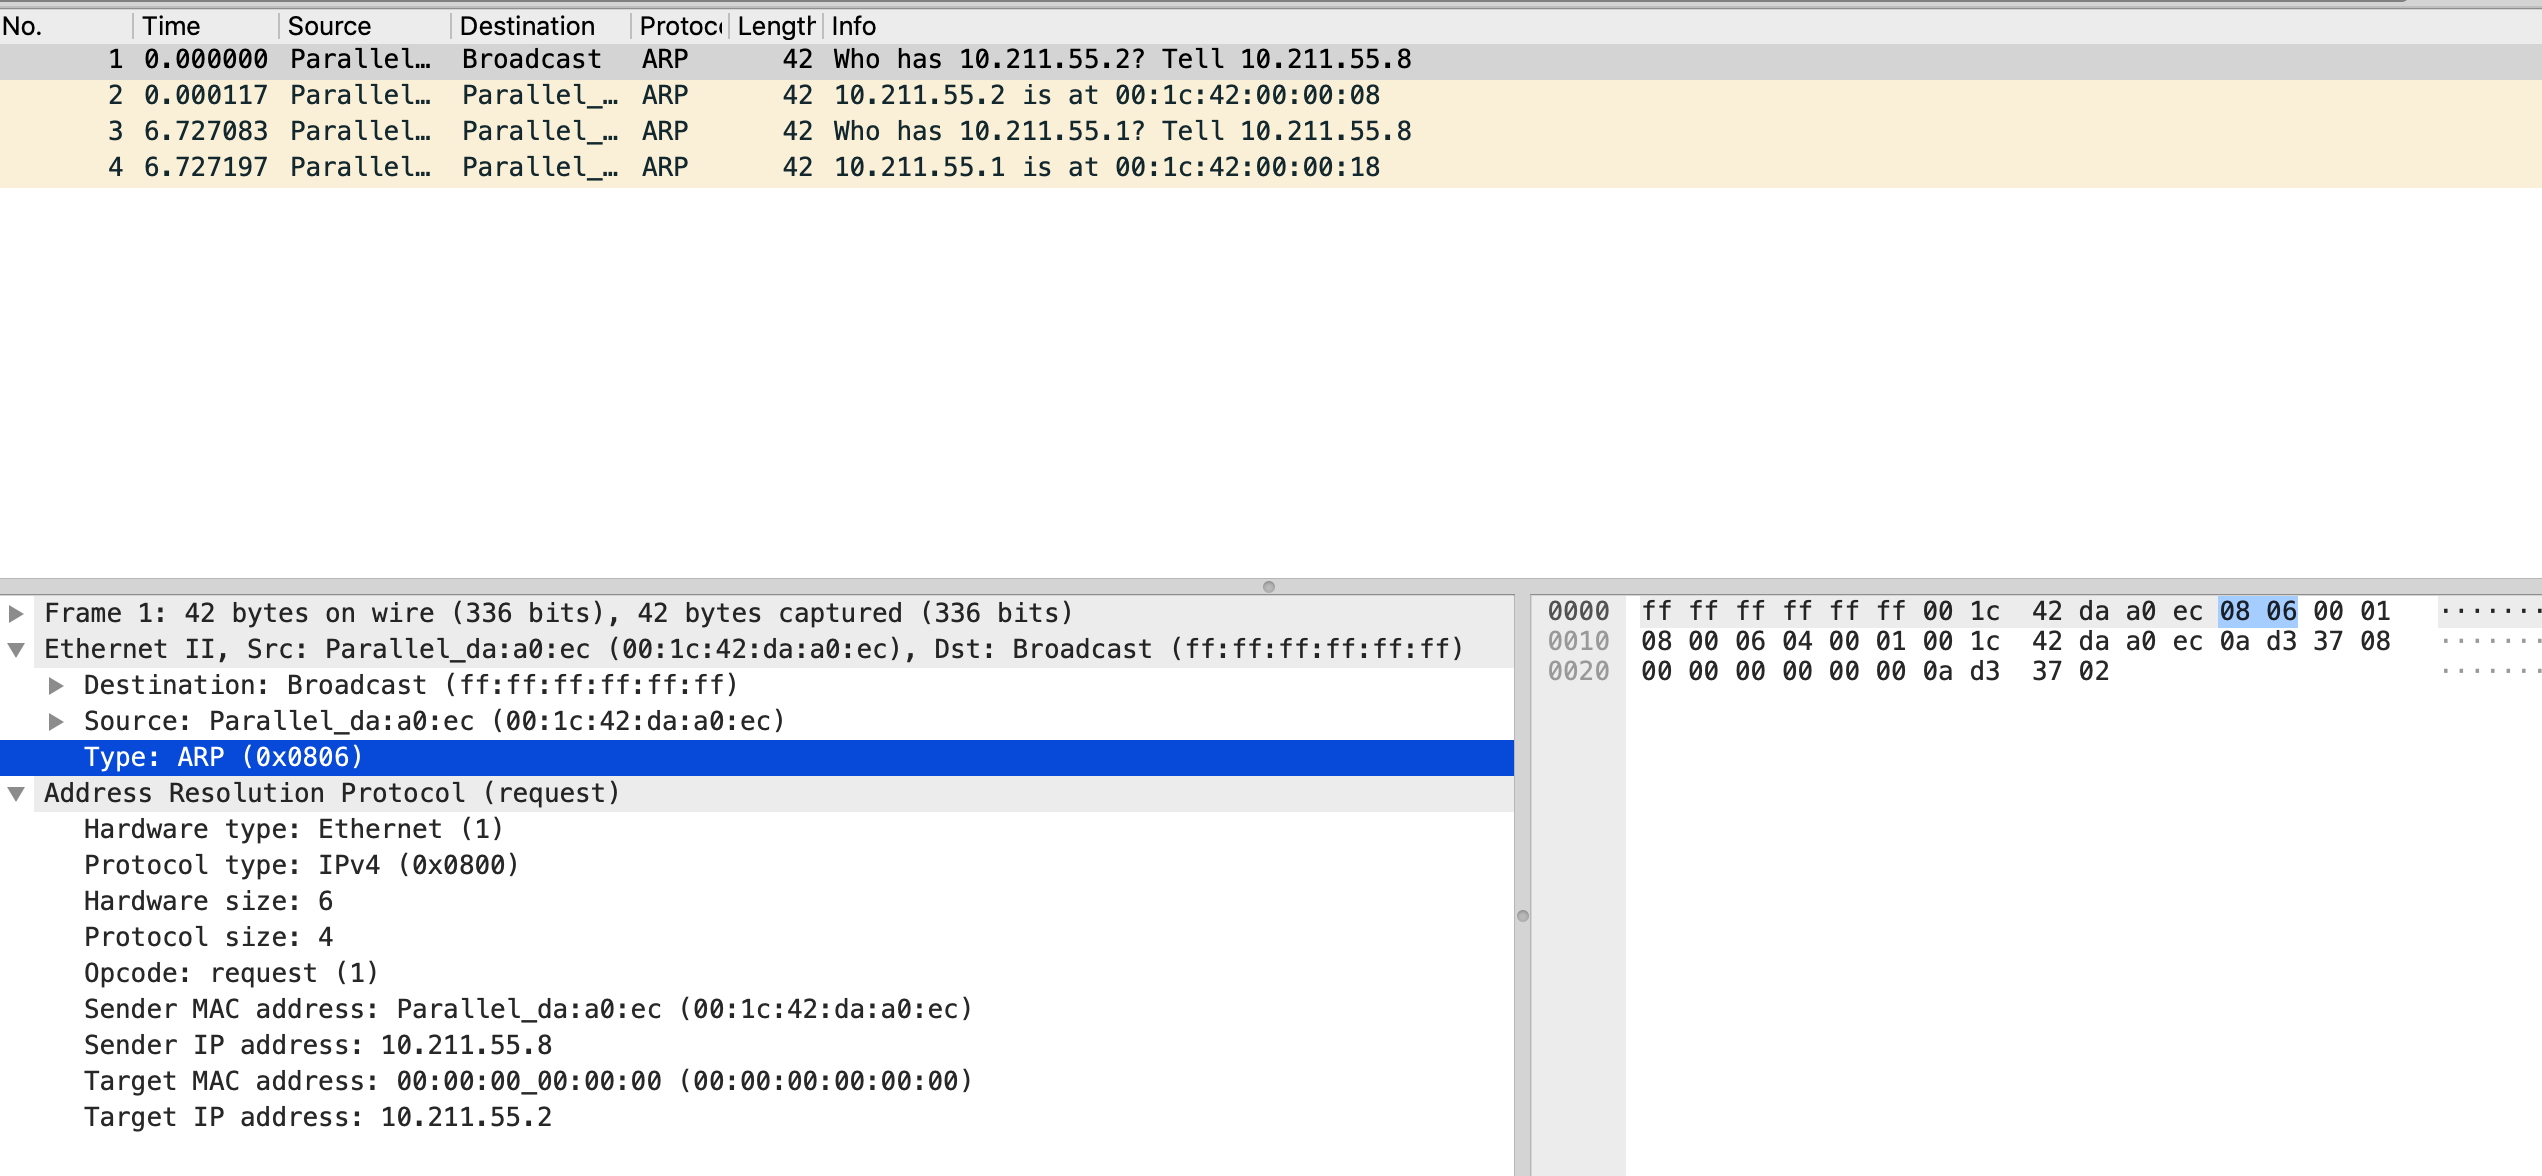 No. Time Source Destination Protoc Length Info
1 0.000000 Parallel… Broadcast ARP 42 Who has 10.211.55.2? Tell 10.211.55.8
2 0.000117 Parallel… Parallel_… ARP 42 10.211.55.2 is at 00:1c:42:00:00:08
3 6.727083 Parallel… Parallel_… ARP 42 Who has 10.211.55.1? Tell 10.211.55.8
4 6.727197 Parallel… Parallel_… ARP 42 10.211.55.1 is at 00:1c:42:00:00:18
Frame 1: 42 bytes on wire (336 bits), 42 bytes captured (336 bits)
Ethernet II, Src: Parallel_da:a0:ec (00:1c:42:da:a0:ec), Dst: Broadcast (ff:ff:ff:ff:ff:ff)
Destination: Broadcast (ff:ff:ff:ff:ff:ff)
Source: Parallel_da:a0:ec (00:1c:42:da:a0:ec)
Type: ARP (0x0806)
Address Resolution Protocol (request)
Hardware type: Ethernet (1)
Protocol type: IPv4 (0x0800)
Hardware size: 6
Protocol size: 4
Opcode: request (1)
Sender MAC address: Parallel_da:a0:ec (00:1c:42:da:a0:ec)
Sender IP address: 10.211.55.8
Target MAC address: 00:00:00_00:00:00 (00:00:00:00:00:00)
Target IP address: 10.211.55.2
0000 ff ff ff ff ff ff 00 1c 42 da a0 ec 08 06 00 01 ·······
0010 08 00 06 04 00 01 00 1c 42 da a0 ec 0a d3 37 08 ·······
0020 00 00 00 00 00 00 0a d3 37 02 ·······